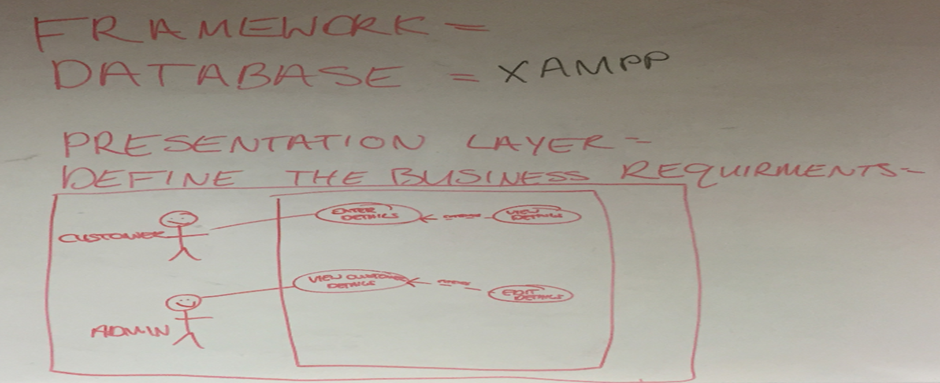 FRAMEWORK =
DATABASE = XAMPP
PRESENTATION LAYER =
DEFINE THE BUSINESS REQUIRMENTS-
CUSTOMER
ENTER
DETAILS
VIEW
DETAILS
VIEW CUSTOMER
DETAILS
EDIT
DETAILS
ADMIN